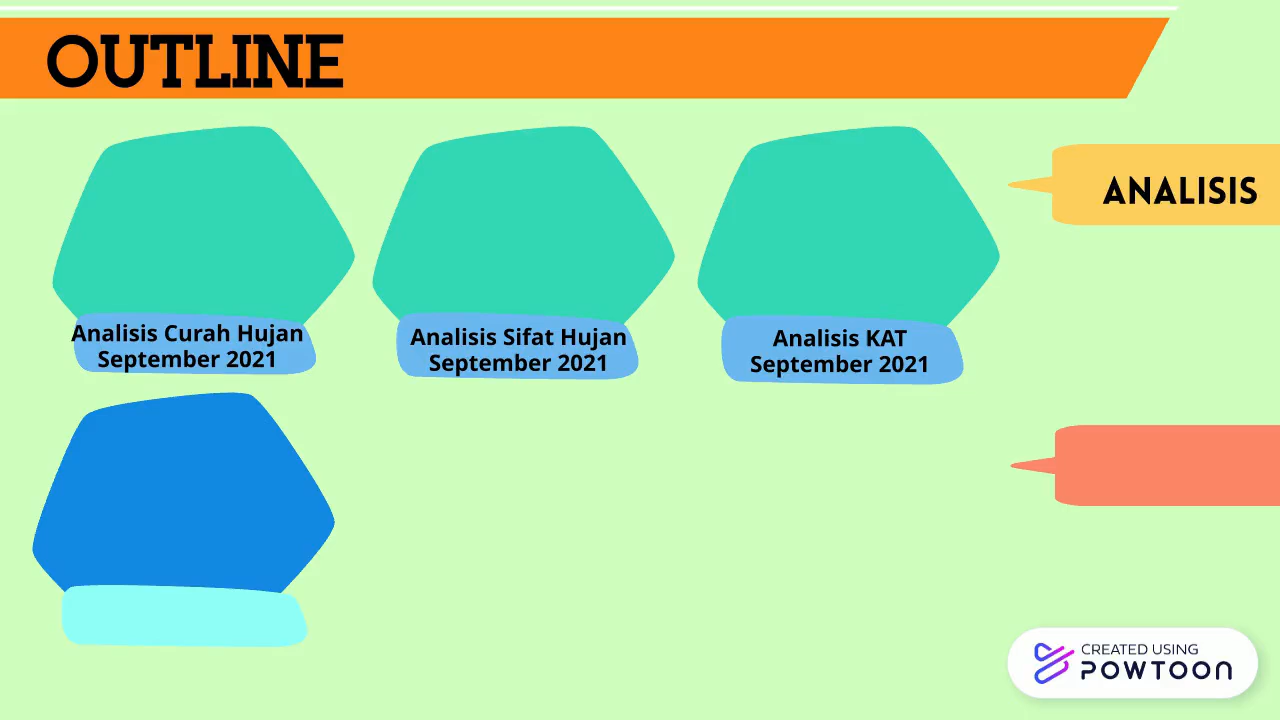 OUTLINE
ANALISIS
Analisis Curah Hujan
September 2021
Analisis Sifat Hujan
September 2021
Analisis KAT
September 2021
CREATED USING
POWTOON